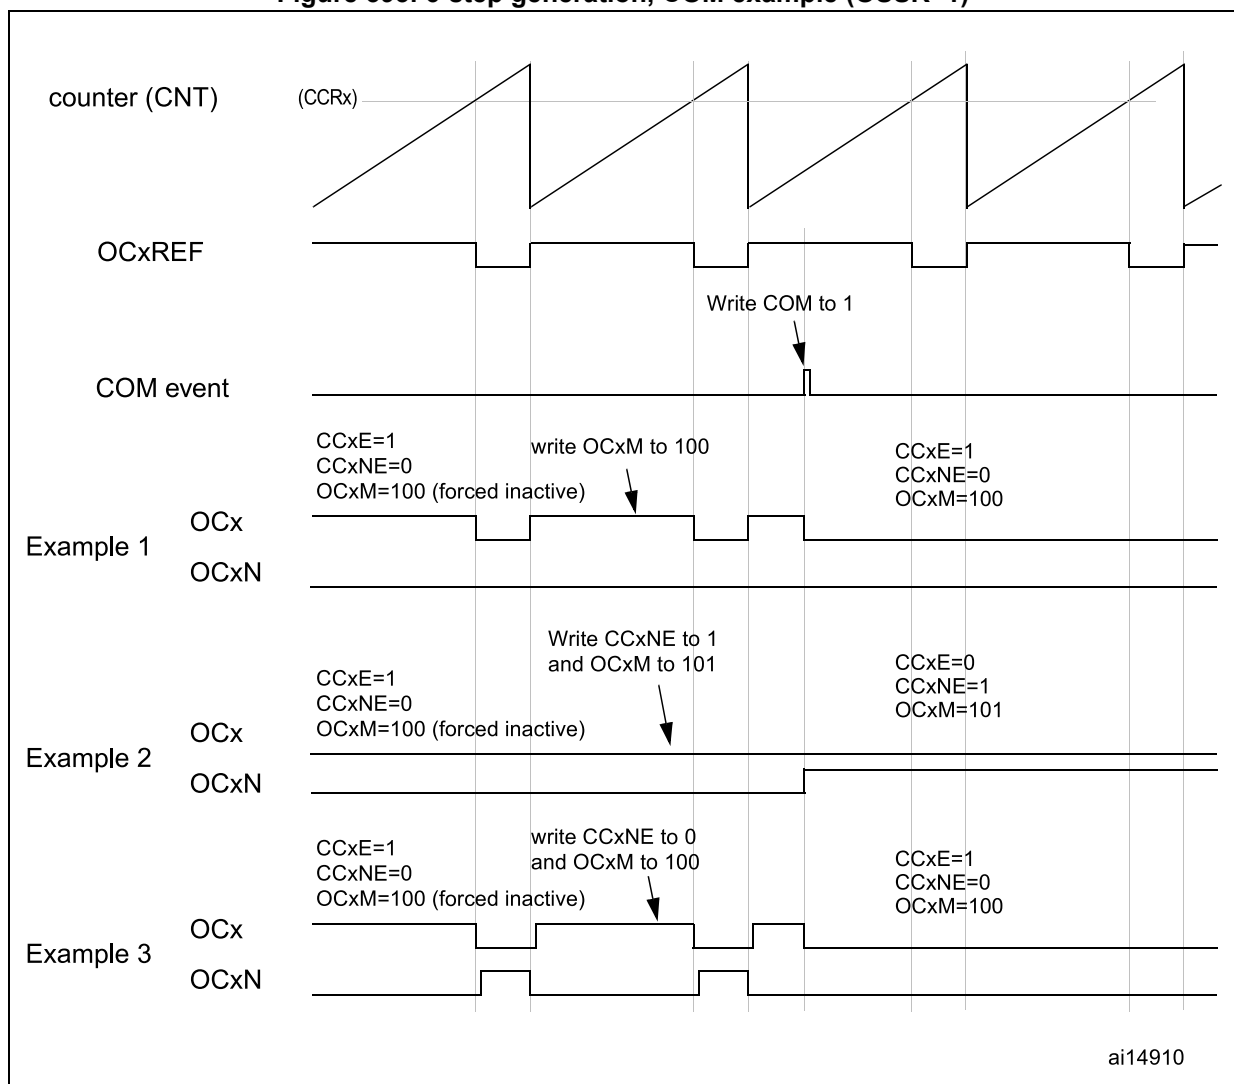 counter (CNT)
(CCRx)
OCxREF
Write COM to 1
COM event
CCxE=1
CCxNE=0
OCxM=100 (forced inactive)
write OCxM to 100
CCxE=1
CCxNE=0
OCxM=100
OCx
Example 1
OCxN
Write CCxNE to 1
and OCxM to 101
CCxE=1
CCxNE=0
OCxM=100 (forced inactive)
CCxE=0
CCxNE=1
OCxM=101
OCx
Example 2
OCxN
write CCxNE to 0
and OCxM to 100
CCxE=1
CCxNE=0
OCxM=100 (forced inactive)
CCxE=1
CCxNE=0
OCxM=100
OCx
Example 3
OCxN
ai14910